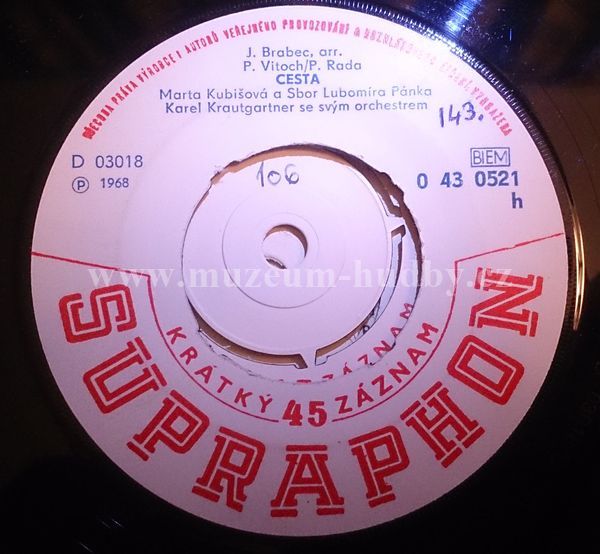 VŠECHNA PRÁVA VÝROBCE I AUTORŮ VEŘEJNÉHO PROVOZOVÁNÍ A ROZHLASOVÉHO VYSÍLÁNÍ VYHRAZENA
J. Brabec, arr.
P. Vitoch/P. Rada
CESTA
Marta Kubišová a Sbor Lubomíra Pánka
Karel Krautgartner se svým orchestrem
143.
D 03018
106
BIEM
Ⓟ 1968
0 43 0521
h
www.muzeum-hudby.cz
ZÁZNAM
KRÁTKÝ 45 ZÁZNAM
SUPRAPHON